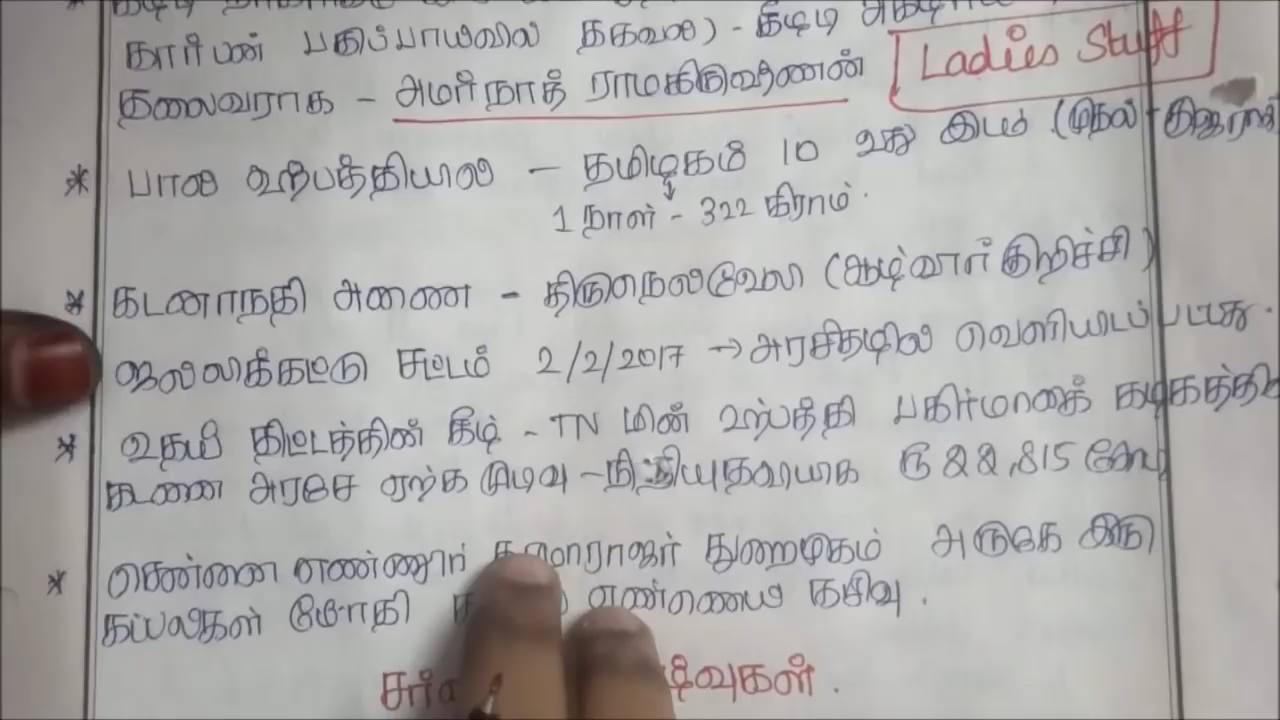 கார்பன் பகுப்பாய்வில் தகவல்) - கீழடி
Ladies Stuff
தலைவராக - அமர்நாத் ராமகிருஷ்ணன்
* பால் உற்பத்தியில் - தமிழகம் 10 வது இடம் (முதல் - குஜராத்
1 நாள் - 322 கிராம்.
* கடனாநதி அணை - திருநெல்வேலி (ஆழ்வார் குறிச்சி)
ஜல்லிக்கட்டு சட்டம் 2/2/2017 → அரசிதழில் வெளியிடப்பட்டது.
* உதய் திட்டத்தின் கீழ் - TN மின் உற்பத்தி பகிர்மானக் கழகத்தி
கடனை அரசே ஏற்க முடிவு - நிதியுதவியாக ரூ 22,815 கோடி
* சென்னை எண்ணூர் காமராஜர் துறைமுகம் அருகே இரு
கப்பல்கள் மோதி எண்ணெய் கசிவு.